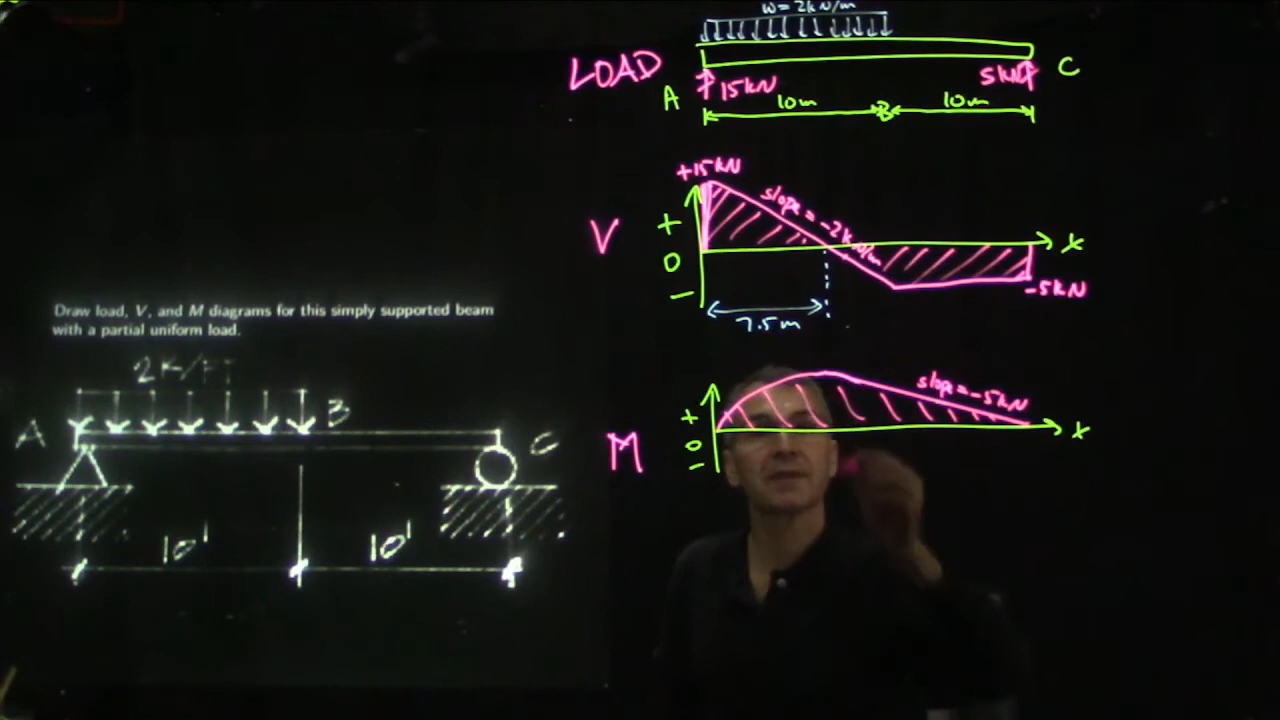 w = 2kN/m
LOAD
A
15kN
5kN
C
10m
B
10m
+15kN
slope = -2kN/m
V
+
0
-
x
-5kN
7.5m
Draw load, V, and M diagrams for this simply supported beam
with a partial uniform load.
2K/FT
A
B
C
10'
10'
slope=-5kN
M
+
0
-
x